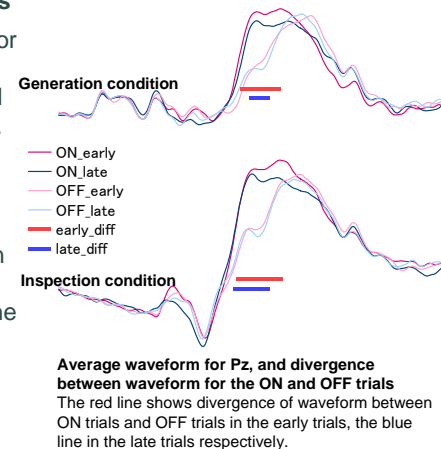 s
or
Generation condition
ON_early
ON_late
OFF_early
OFF_late
early_diff
late_diff
Inspection condition
ne
Average waveform for Pz, and divergence
between waveform for the ON and OFF trials
The red line shows divergence of waveform between
ON trials and OFF trials in the early trials, the blue
line in the late trials respectively.